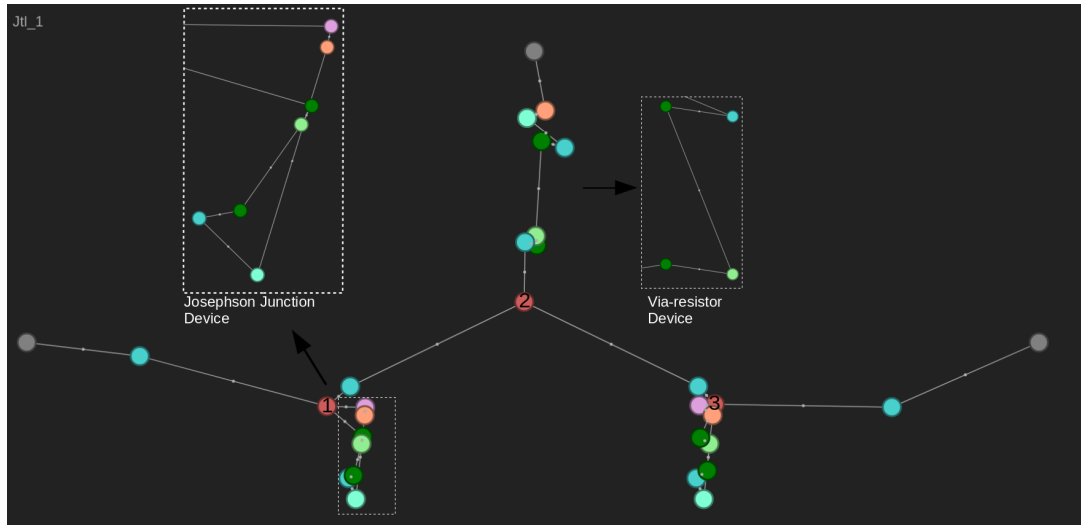 Jtl_1
Josephson Junction
Device
Via-resistor
Device
2
1
3